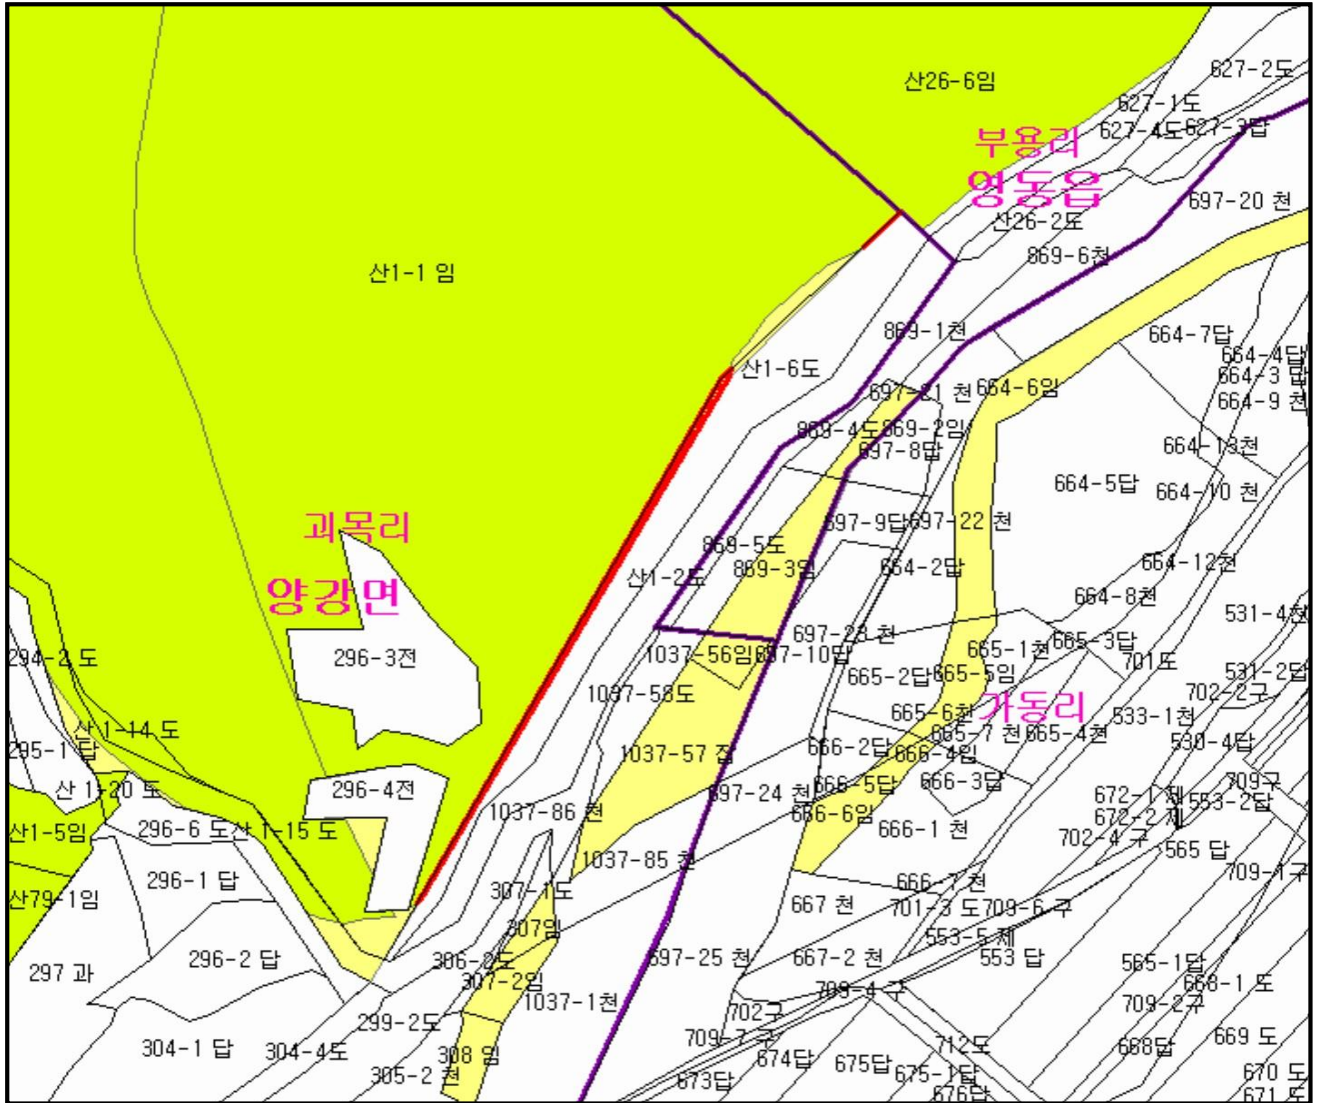 627-2도
산26-6임
627-1도
627-4도
627-3답
부용리
영동읍
697-20 천
산26-2도
869-6천
산1-1 임
869-1천
664-7답
664-4답
664-3 답
664-9 천
산1-6도
697-21 천
664-6임
869-4도
869-2임
697-8답
664-13천
664-5답
664-10 천
괴목리
697-9답
697-22 천
869-5도
869-3임
664-2답
664-12천
산1-2도
양강면
664-8천
531-4천
697-23 천
665-1천
665-3답
294-2 도
296-3전
1037-56임
697-10답
701도
531-2답
665-2답
665-5임
1037-58도
702-2구
665-6천
가동리
533-1천
산 1-14 도
665-7 천
665-4천
530-4답
295-1 답
1037-57 잡
666-2답
666-4임
산 1-20 도
296-4전
697-24 천
666-5답
666-3답
709구
672-1 제
553-2답
1037-86 천
666-6임
672-2 제
산1-5임
296-6 도
산 1-15 도
666-1 천
702-4 구
565 답
1037-85 천
709-1구
296-1 답
307-1도
666-7 천
산79-1임
667 천
701-3 도
709-6 구
307임
553-5 제
296-2 답
306-2도
697-25 천
667-2 천
553 답
565-1답
297 과
307-2임
668-1 도
1037-1천
709-4 구
709-2구
299-2도
702구
304-1 답
304-4도
308 임
709-7 구
712도
668답
669 도
305-2 천
674답
675답
673답
675-1답
670 도
676답
671 도